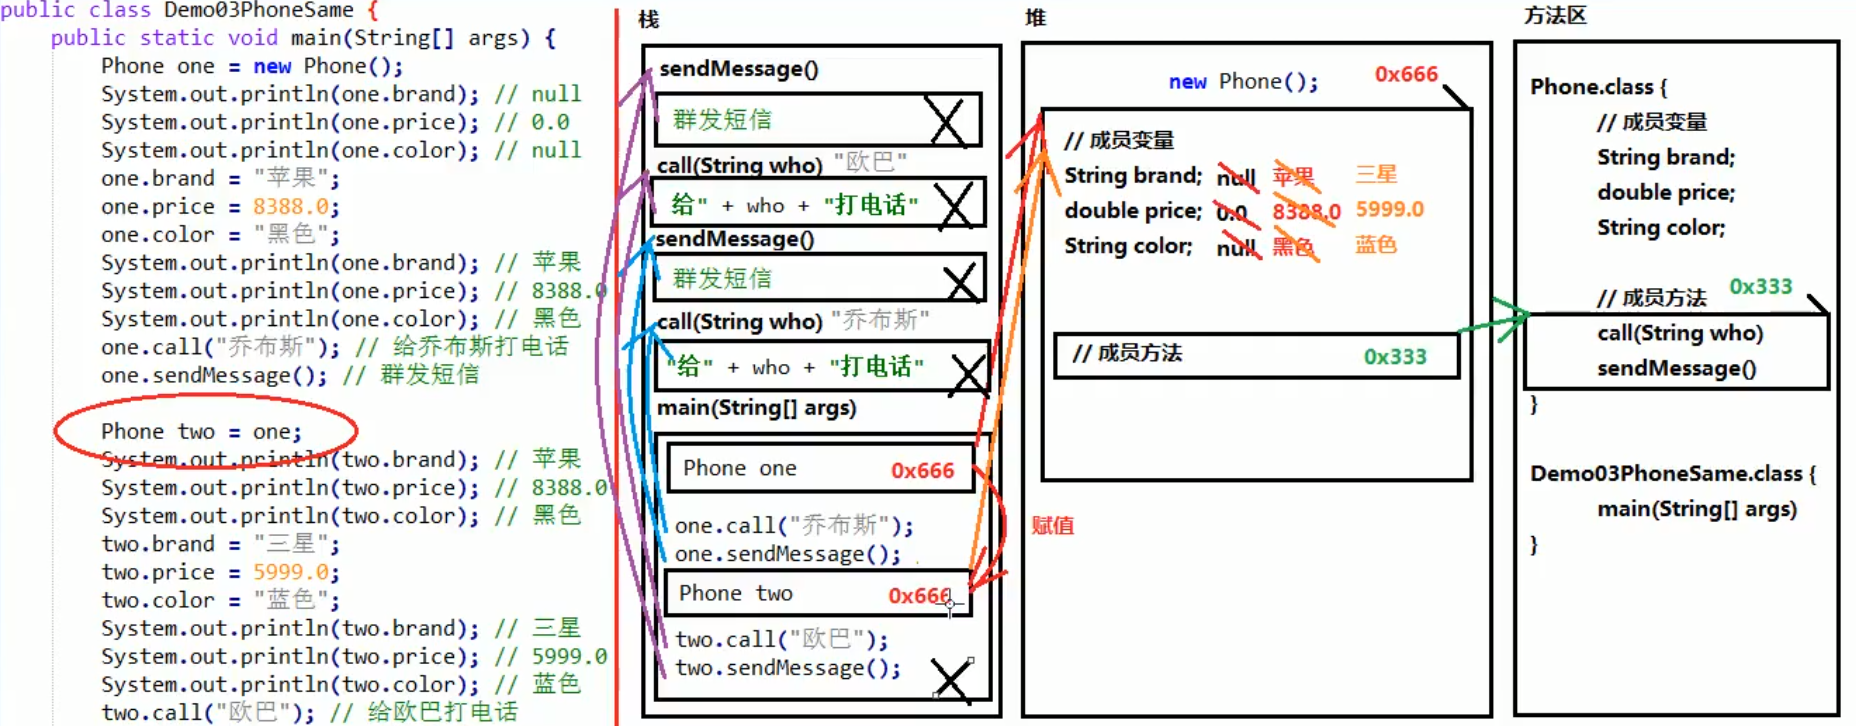 public class Demo03PhoneSame {
public static void main(String[] args) {
Phone one = new Phone();
System.out.println(one.brand); // null
System.out.println(one.price); // 0.0
System.out.println(one.color); // null
one.brand = "苹果";
one.price = 8388.0;
one.color = "黑色";
System.out.println(one.brand); // 苹果
System.out.println(one.price); // 8388.0
System.out.println(one.color); // 黑色
one.call("乔布斯"); // 给乔布斯打电话
one.sendMessage(); // 群发短信
Phone two = one;
System.out.println(two.brand); // 苹果
System.out.println(two.price); // 8388.0
System.out.println(two.color); // 黑色
two.brand = "三星";
two.price = 5999.0;
two.color = "蓝色";
System.out.println(two.brand); // 三星
System.out.println(two.price); // 5999.0
System.out.println(two.color); // 蓝色
two.call("欧巴"); // 给欧巴打电话
栈
sendMessage()
群发短信
call(String who) "欧巴"
给" + who + "打电话"
sendMessage()
群发短信
call(String who) "乔布斯"
"给" + who + "打电话"
main(String[] args)
Phone one 0x666
one.call("乔布斯");
one.sendMessage();
Phone two 0x666
two.call("欧巴");
two.sendMessage();
堆
new Phone(); 0x666
// 成员变量
String brand; null 苹果 三星
double price; 0.0 8388.0 5999.0
String color; null 黑色 蓝色
// 成员方法 0x333
赋值
方法区
Phone.class {
// 成员变量
String brand;
double price;
String color;
// 成员方法 0x333
call(String who)
sendMessage()
}
Demo03PhoneSame.class {
main(String[] args)
}